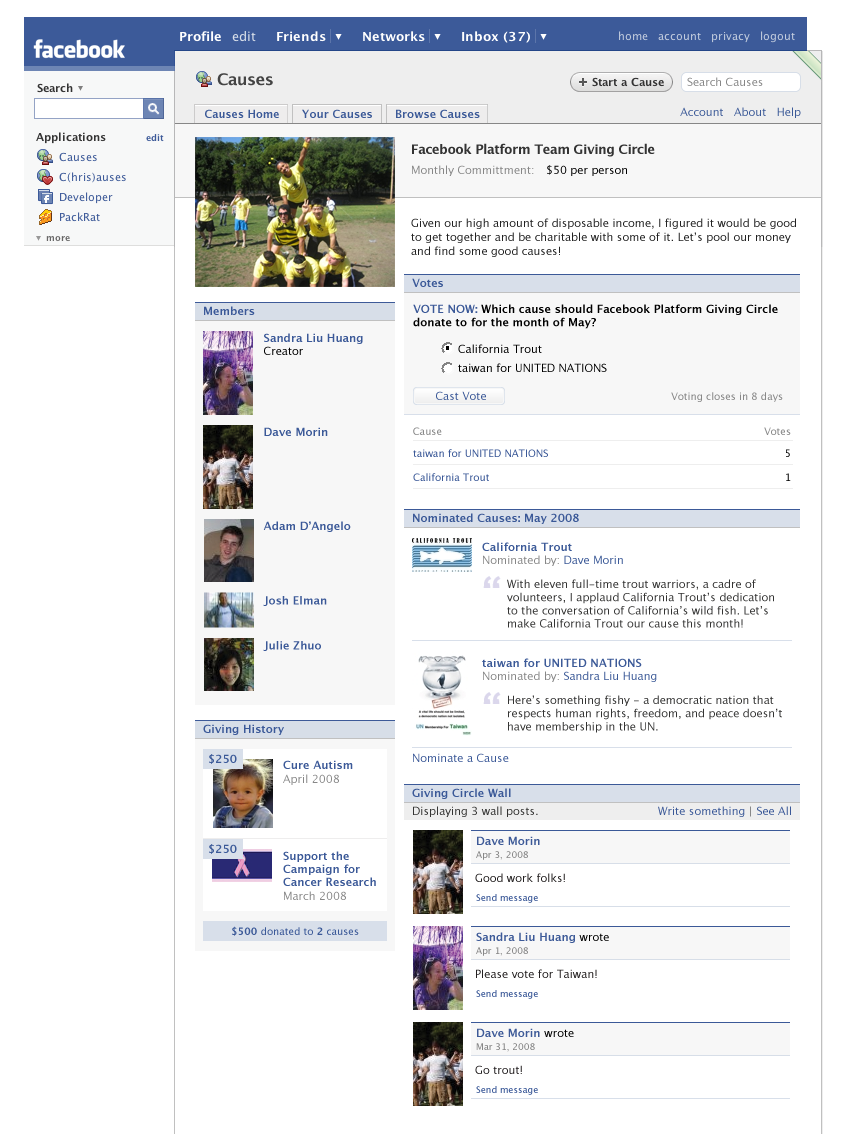 facebook
Profile edit Friends Networks Inbox (37) home account privacy logout
Search
Applications edit
Causes
C(hris)auses
Developer
PackRat
more
Causes
Start a Cause
Search Causes
Causes Home Your Causes Browse Causes
Account About Help
Facebook Platform Team Giving Circle
Monthly Committment: $50 per person
Given our high amount of disposable income, I figured it would be good
to get together and be charitable with some of it. Let's pool our money
and find some good causes!
Members
Sandra Liu Huang
Creator
Dave Morin
Adam D'Angelo
Josh Elman
Julie Zhuo
Giving History
$250
Cure Autism
April 2008
$250
Support the
Campaign for
Cancer Research
March 2008
$500 donated to 2 causes
Votes
VOTE NOW: Which cause should Facebook Platform Giving Circle
donate to for the month of May?
California Trout
taiwan for UNITED NATIONS
Cast Vote
Voting closes in 8 days
Cause Votes
taiwan for UNITED NATIONS 5
California Trout 1
Nominated Causes: May 2008
CALIFORNIA TROUT
California Trout
Nominated by: Dave Morin
With eleven full-time trout warriors, a cadre of
volunteers, I applaud California Trout's dedication
to the conversation of California's wild fish. Let's
make California Trout our cause this month!
UN Membership For Taiwan
taiwan for UNITED NATIONS
Nominated by: Sandra Liu Huang
Here's something fishy - a democratic nation that
respects human rights, freedom, and peace doesn't
have membership in the UN.
Nominate a Cause
Giving Circle Wall
Displaying 3 wall posts. Write something | See All
Dave Morin
Apr 3, 2008
Good work folks!
Send message
Sandra Liu Huang wrote
Apr 1, 2008
Please vote for Taiwan!
Send message
Dave Morin wrote
Mar 31, 2008
Go trout!
Send message